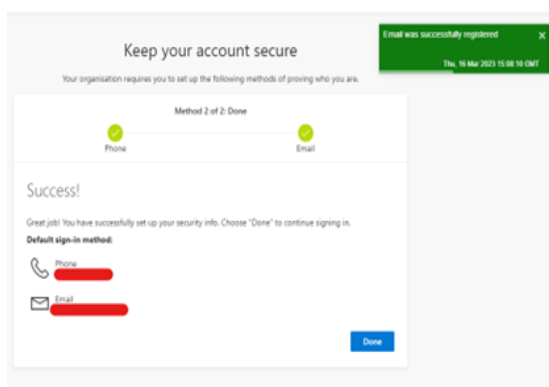 Email was successfully registered
Thu, 16 Mar 2023 15:08:10 GMT
Keep your account secure
Your organisation requires you to set up the following methods of proving who you are.
Method 2 of 2: Done
Phone Email
Success!
Great job! You have successfully set up your security info. Choose "Done" to continue signing in.
Default sign-in method:
Phone
Email
Done